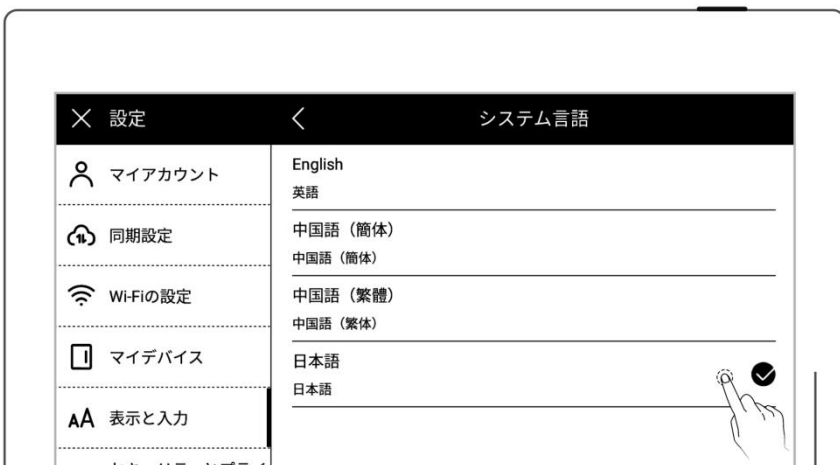 設定
システム言語
マイアカウント
同期設定
Wi-Fiの設定
マイデバイス
AA 表示と入力
English
英語
中国語（簡体）
中国語（簡体）
中国語（繁體）
中国語（繁体）
日本語
日本語